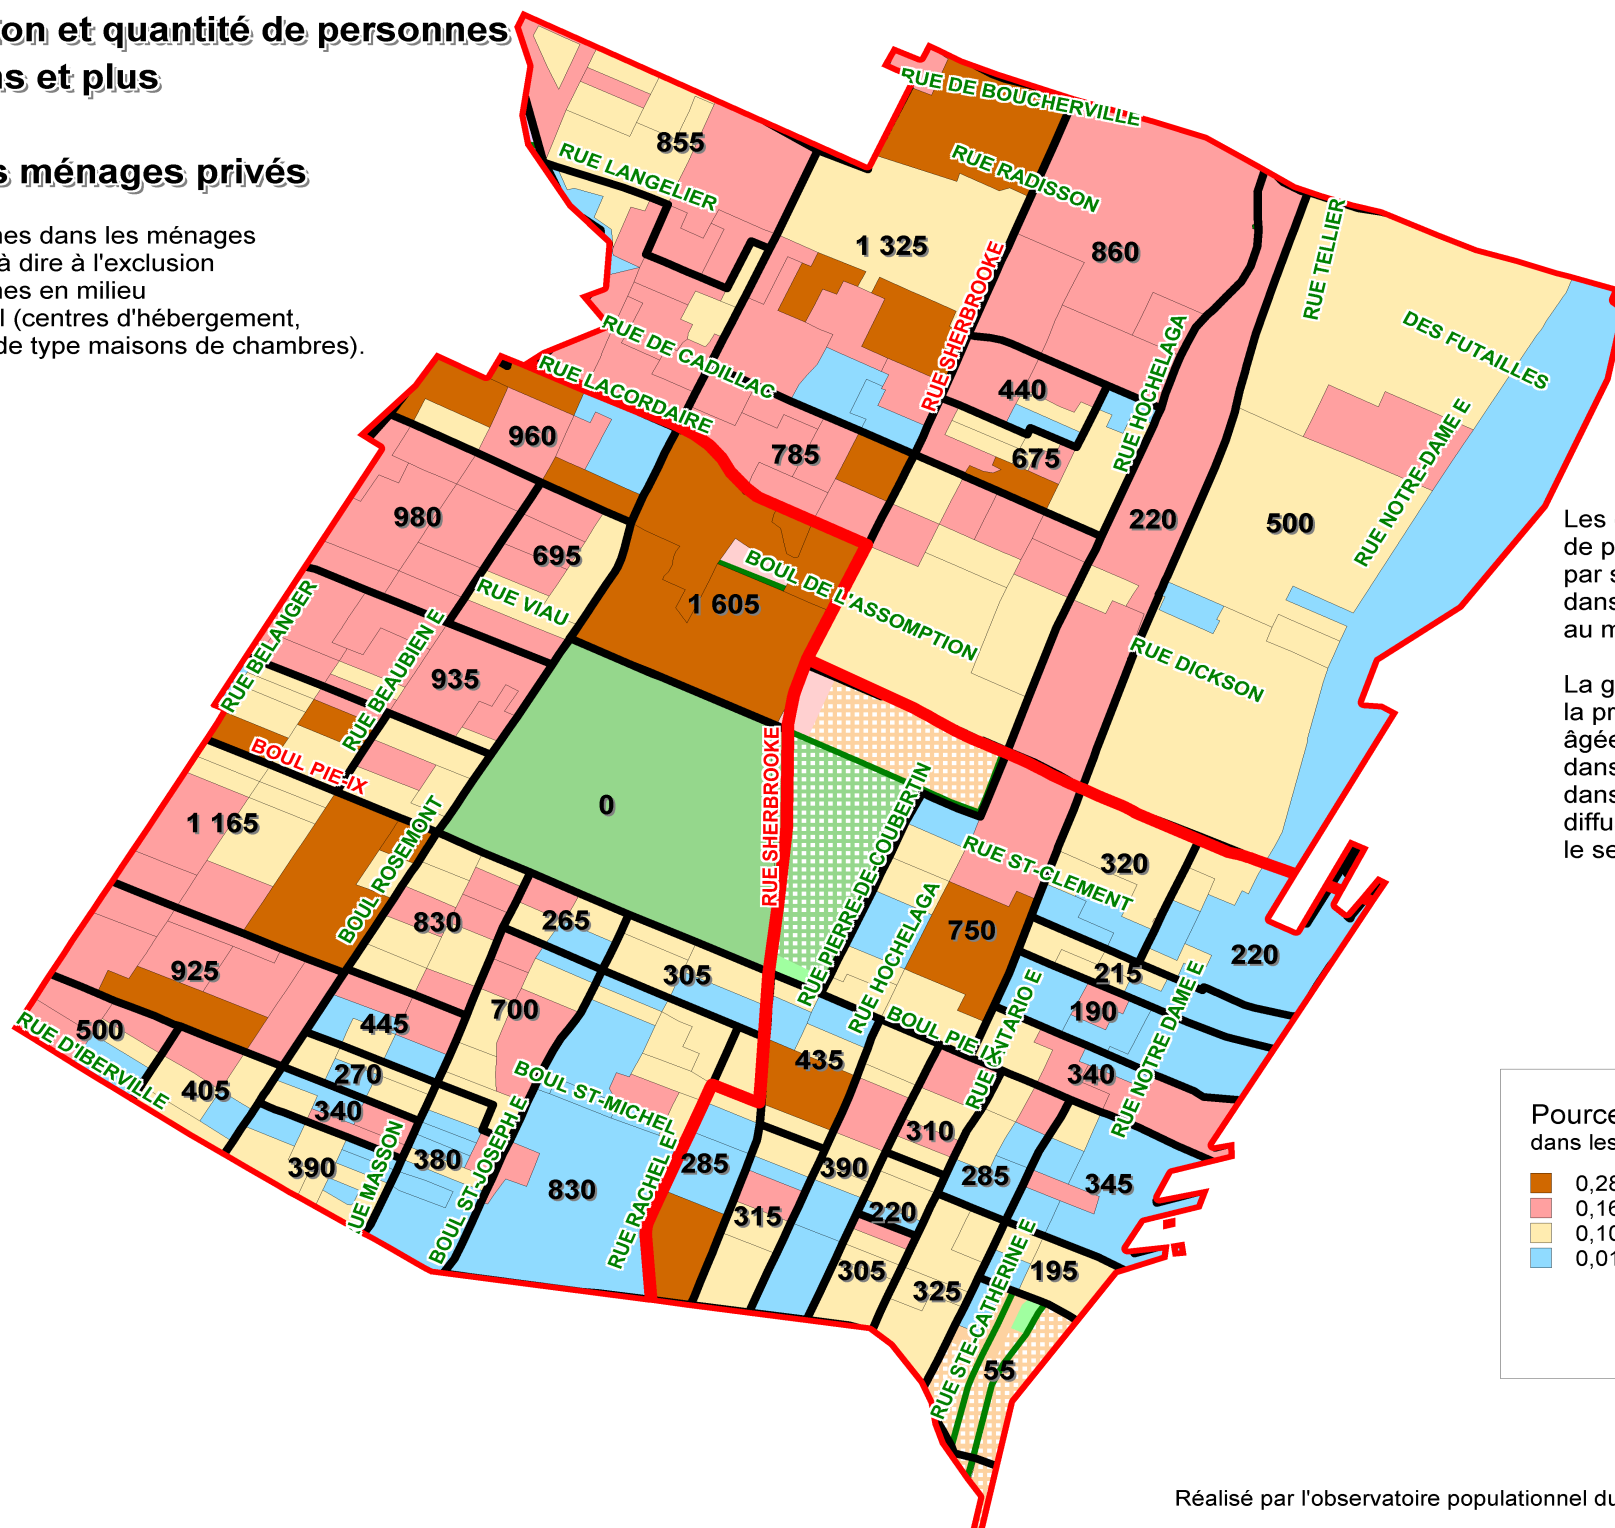 on et quantité de personnes
s et plus
s ménages privés
nes dans les ménages
à dire à l'exclusion
nes en milieu
l (centres d'hébergement,
de type maisons de chambres).
RUE DE BOUCHERVILLE
855
RUE LANGELIER
RUE RADISSON
1 325
860
RUE SHERBROOKE
RUE TELLIER
RUE HOCHELAGA
DES FUTAILLES
RUE DE CADILLAC
RUE LACORDAIRE
440
960
785
675
RUE NOTRE-DAME E
980
220
500
695
RUE VIAU
BOUL DE L'ASSOMPTION
1 605
RUE BELANGER
RUE BEAUBIEN E
935
RUE DICKSON
BOUL PIE-IX
RUE SHERBROOKE
0
1 165
BOUL ROSEMONT
RUE PIERRE-DE-COUBERTIN
RUE ST-CLEMENT
320
830
265
RUE HOCHELAGA
750
925
305
215
220
500
445
700
190
RUE D'IBERVILLE
BOUL PIE-IX
NTARIO E
RUE NOTRE DAME E
405
270
340
435
340
BOUL ST-MICHEL
310
390
380
RUE MASSON
BOUL ST-JOSEPH E
830
RUE RACHEL E
285
390
285
345
315
220
305
325
195
RUE STE-CATHERINE E
55
Les
de p
par s
dans
au m
La g
la pr
âgée
dans
dans
diffu
le se
Pource
dans les
0,28
0,16
0,10
0,01
Réalisé par l'observatoire populationnel du